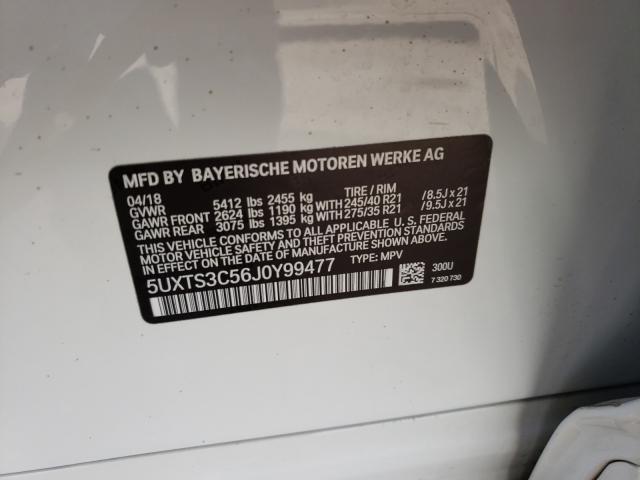 MFD BY BAYERISCHE MOTOREN WERKE AG
04/18
GVWR 5412 lbs 2455 kg TIRE / RIM
GAWR FRONT 2624 lbs 1190 kg WITH 245/40 R21 / 8.5J x 21
GAWR REAR 3075 lbs 1395 kg WITH 275/35 R21 / 9.5J x 21
THIS VEHICLE CONFORMS TO ALL APPLICABLE U.S. FEDERAL
MOTOR VEHICLE SAFETY, BUMPER, AND THEFT PREVENTION STANDARDS
IN EFFECT ON THE DATE OF MANUFACTURE SHOWN ABOVE.
5UXTS3C56J0Y99477 TYPE: MPV
300U
7 320 730